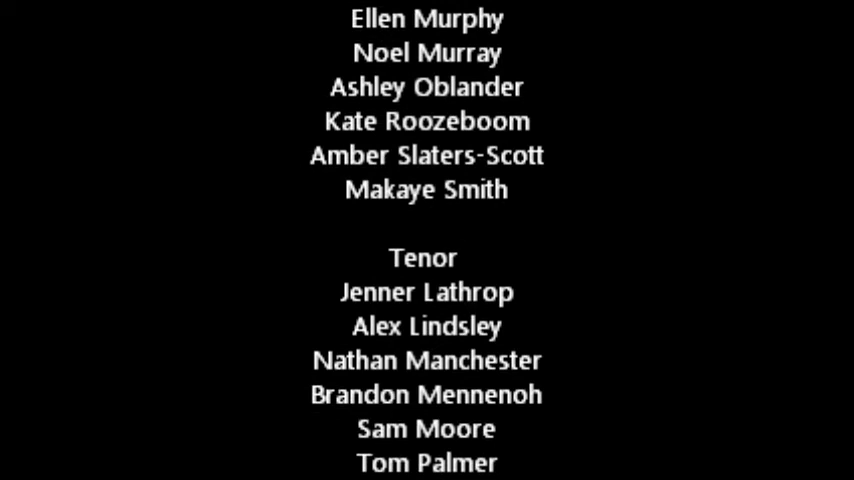 Ellen Murphy
Noel Murray
Ashley Oblander
Kate Roozeboom
Amber Slaters-Scott
Makaye Smith
Tenor
Jenner Lathrop
Alex Lindsley
Nathan Manchester
Brandon Mennenoh
Sam Moore
Tom Palmer